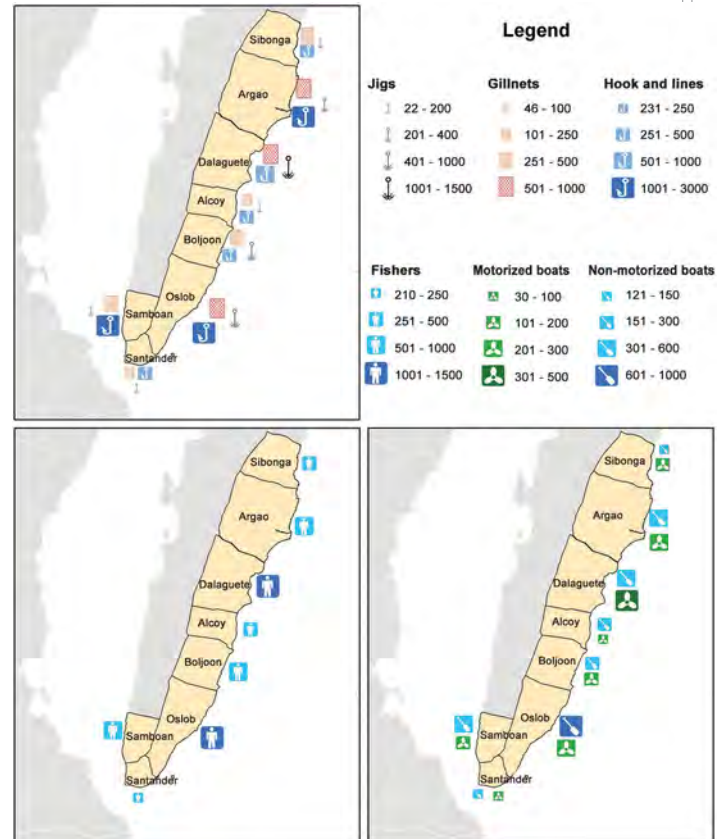 Sibonga
Argao
Dalaguete
Alcoy
Boljoon
Oslob
Samboan
Santander
Legend
Jigs Gillnets Hook and lines
22 - 200 46 - 100 231 - 250
201 - 400 101 - 250 251 - 500
401 - 1000 251 - 500 501 - 1000
1001 - 1500 501 - 1000 1001 - 3000
Fishers Motorized boats Non-motorized boats
210 - 250 30 - 100 121 - 150
251 - 500 101 - 200 151 - 300
501 - 1000 201 - 300 301 - 600
1001 - 1500 301 - 500 601 - 1000
Sibonga
Argao
Dalaguete
Alcoy
Boljoon
Oslob
Samboan
Santander
Sibonga
Argao
Dalaguete
Alcoy
Boljoon
Oslob
Samboan
Santander